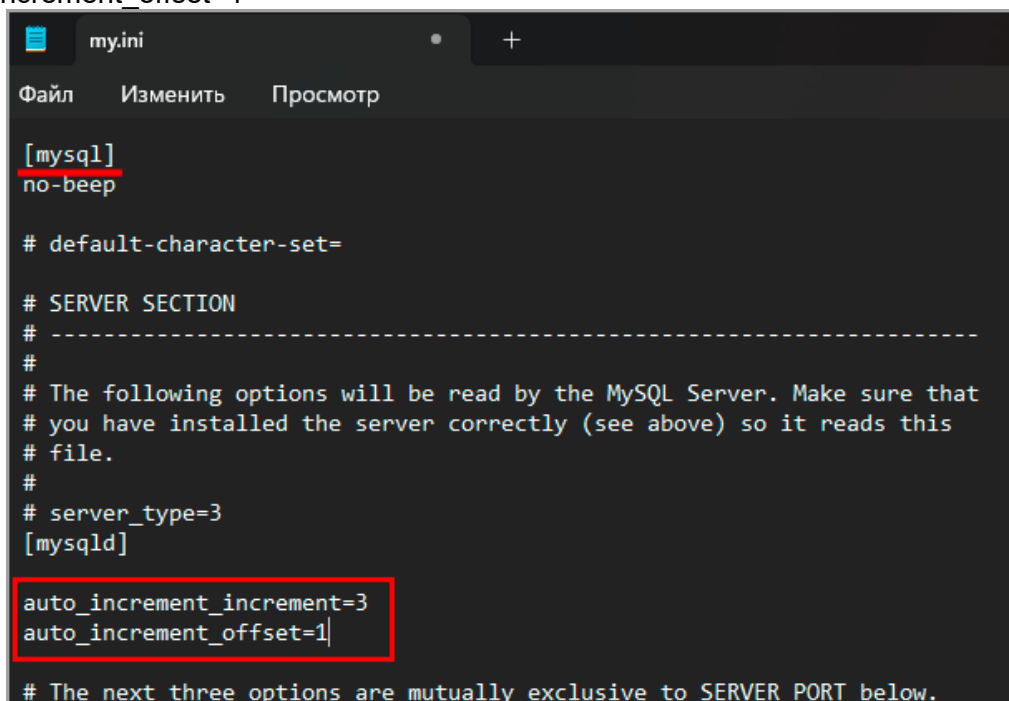 my.ini
Файл Изменить Просмотр
[mysql]
no-beep
# default-character-set=
# SERVER SECTION
# ----------------------------------------------------------------------
#
# The following options will be read by the MySQL Server. Make sure that
# you have installed the server correctly (see above) so it reads this
# file.
#
# server_type=3
[mysqld]
auto_increment_increment=3
auto_increment_offset=1
# The next three options are mutually exclusive to SERVER PORT below.